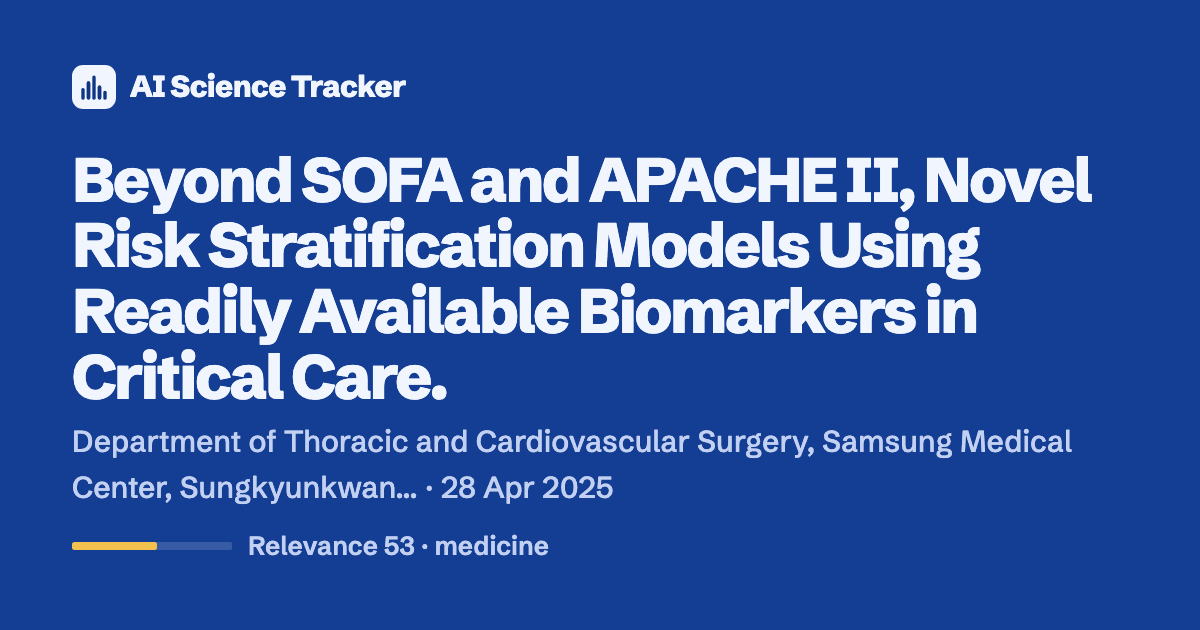 AI Science Tracker
Beyond SOFA and APACHE II, Novel
Risk Stratification Models Using
Readily Available Biomarkers in
Critical Care.
Department of Thoracic and Cardiovascular Surgery, Samsung Medical
Center, Sungkyunkwan... · 28 Apr 2025
Relevance 53 · medicine